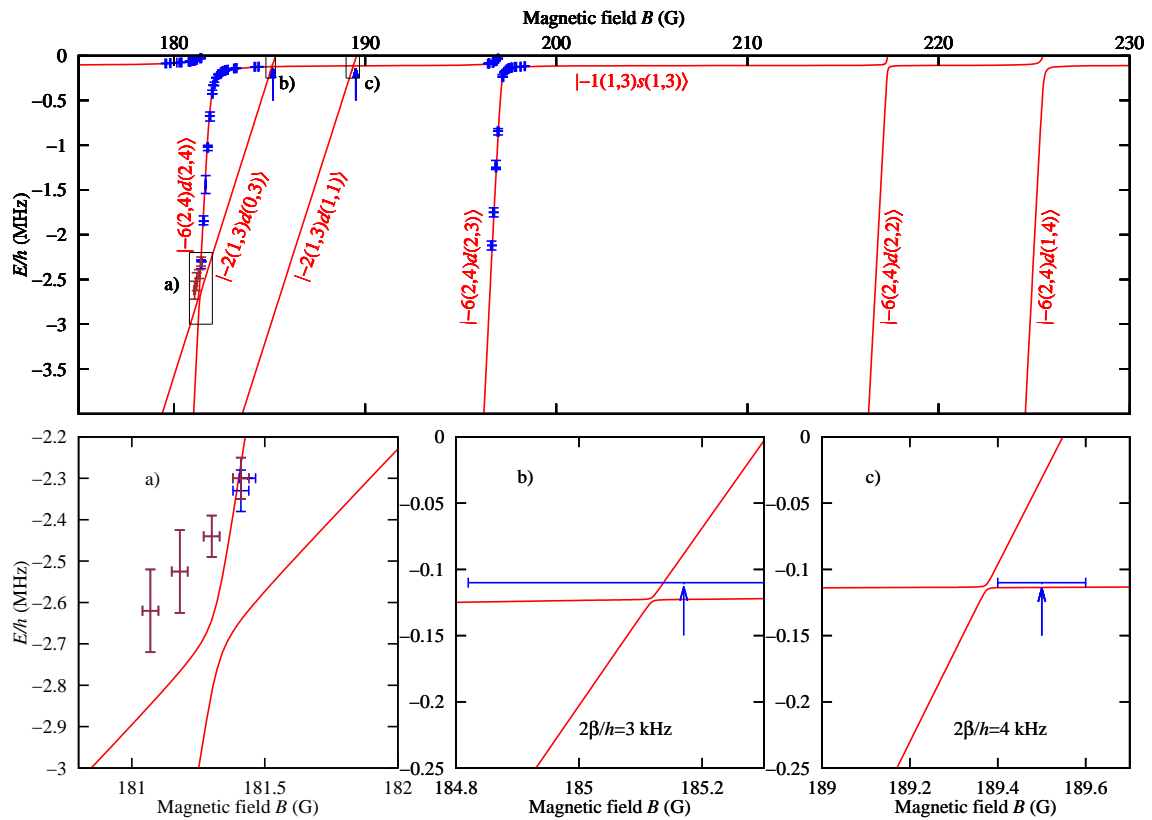 Magnetic field B (G)
180 190 200 210 220 230
0
−0.5
−1
−1.5
−2
−2.5
−3
−3.5
E/h (MHz)
|−6(2,4)d(2,4)⟩
|−2(1,3)d(0,3)⟩
|−2(1,3)d(1,1)⟩
|−1(1,3)s(1,3)⟩
|−6(2,4)d(2,3)⟩
|−6(2,4)d(2,2)⟩
|−6(2,4)d(1,4)⟩
a)
b)
c)
−2.2
−2.3
−2.4
−2.5
−2.6
−2.7
−2.8
−2.9
−3
E/h (MHz)
a)
181 181.5 182
Magnetic field B (G)
0
−0.05
−0.1
−0.15
−0.2
−0.25
b)
2β/h=3 kHz
184.8 185 185.2
Magnetic field B (G)
0
−0.05
−0.1
−0.15
−0.2
−0.25
c)
2β/h=4 kHz
189 189.2 189.4 189.6
Magnetic field B (G)